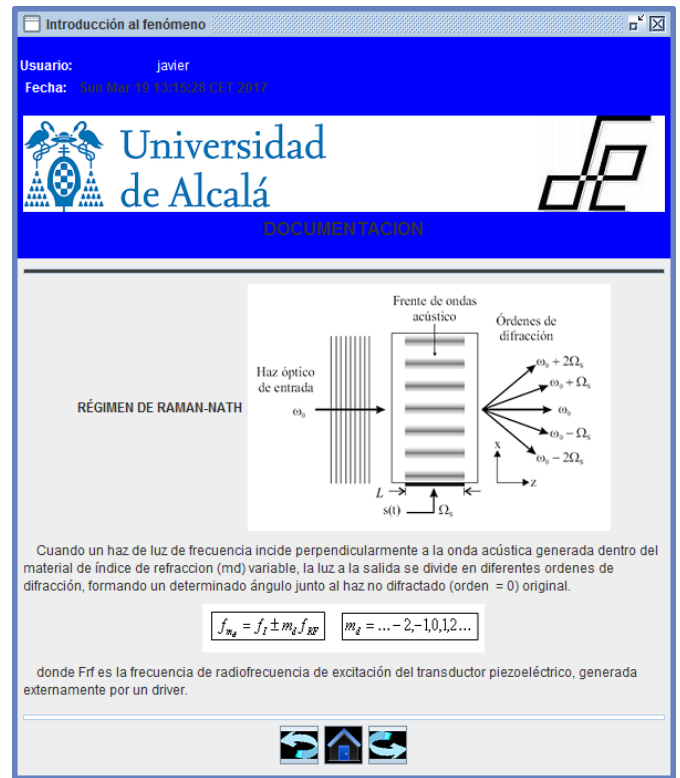 Introducción al fenómeno
Usuario: javier
Fecha: Sun Mar 19 13:15:28 CET 2017
Universidad
de Alcalá
DOCUMENTACION
RÉGIMEN DE RAMAN-NATH
Frente de ondas
acústico
Órdenes de
difracción
Haz óptico
de entrada
ω₀
ω₀ + 2Ωₛ
ω₀ + Ωₛ
ω₀
ω₀ − Ωₛ
ω₀ − 2Ωₛ
x
z
L
s(t)
Ωₛ
Cuando un haz de luz de frecuencia incide perpendicularmente a la onda acústica generada dentro del
material de índice de refraccion (md) variable, la luz a la salida se divide en diferentes ordenes de
difracción, formando un determinado ángulo junto al haz no difractado (orden = 0) original.
f_{m_d} = f_I ± m_d f_{RF} m_d = ... − 2,−1,0,1,2...
donde Frf es la frecuencia de radiofrecuencia de excitación del transductor piezoeléctrico, generada
externamente por un driver.